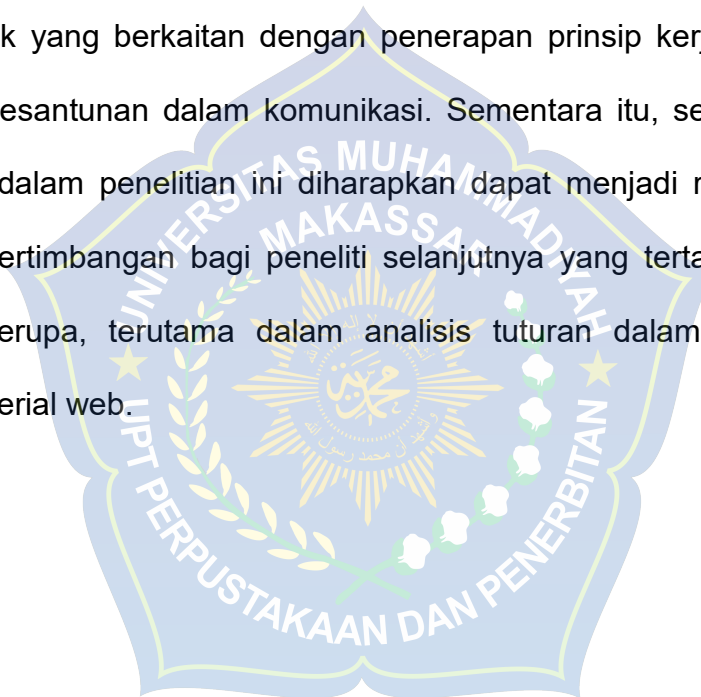 k yang berkaitan dengan penerapan prinsip kerj
esantunan dalam komunikasi. Sementara itu, se
dalam penelitian ini diharapkan dapat menjadi r
ertimbangan bagi peneliti selanjutnya yang terta
erupa, terutama dalam analisis tuturan dalam
erial web.
UNIVERSITAS MUHAMMADIYAH
MAKASSAR
UPT PERPUSTAKAAN DAN PENERBITAN